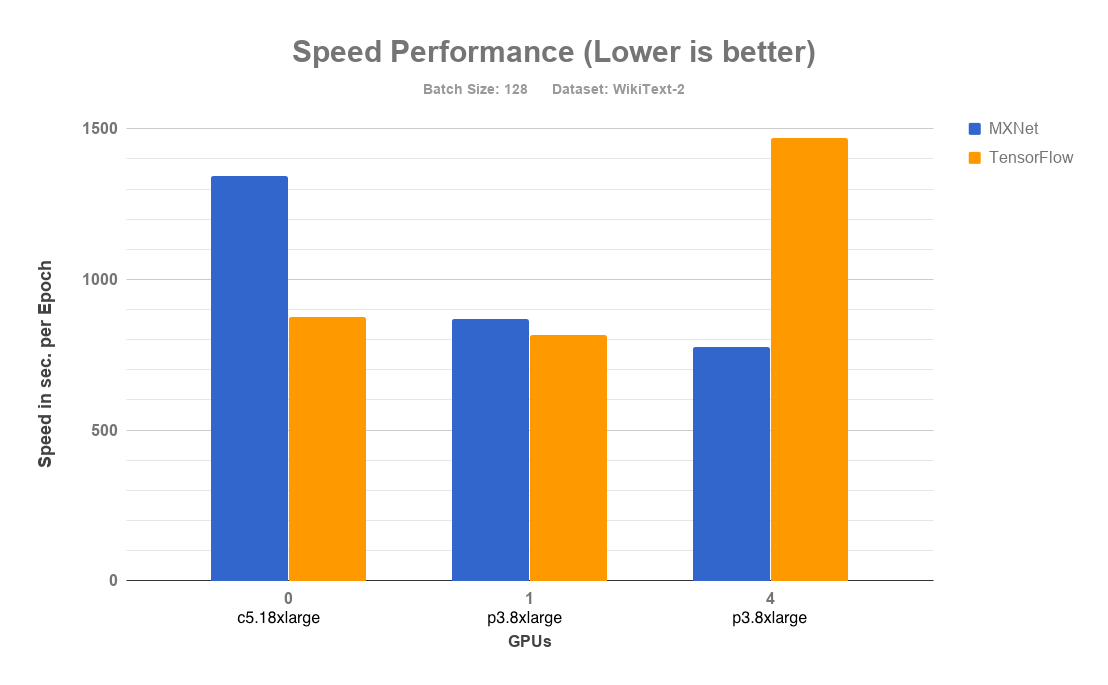 Speed Performance (Lower is better)
Batch Size: 128 Dataset: WikiText-2
MXNet
TensorFlow
Speed in sec. per Epoch
1500
1000
500
0
0 1 4
c5.18xlarge p3.8xlarge p3.8xlarge
GPUs